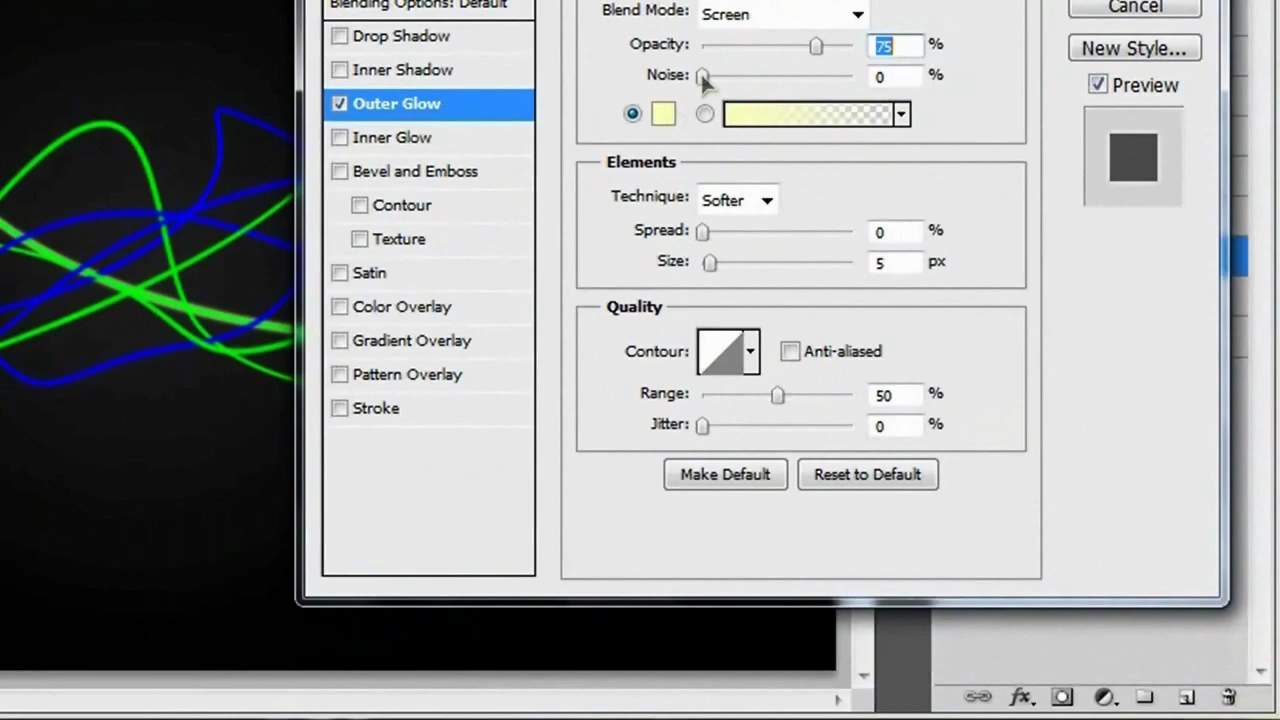 Blending Options: Default
Drop Shadow
Inner Shadow
Outer Glow
Inner Glow
Bevel and Emboss
Contour
Texture
Satin
Color Overlay
Gradient Overlay
Pattern Overlay
Stroke
Blend Mode: Screen
Opacity: 75 %
Noise: 0 %
Elements
Technique: Softer
Spread: 0 %
Size: 5 px
Quality
Contour: Anti-aliased
Range: 50 %
Jitter: 0 %
Make Default Reset to Default
Cancel
New Style...
Preview
fx.